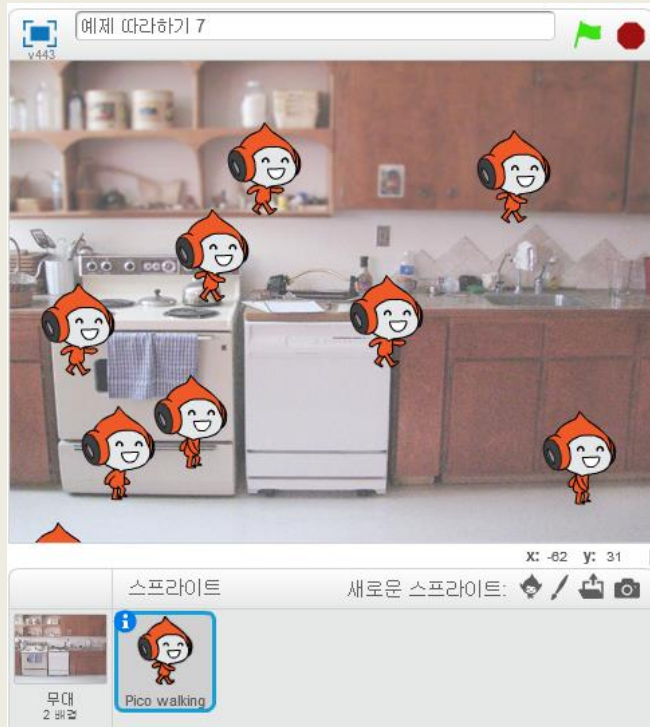 예제 따라하기 7
v443
X: -62 y: 31
스프라이트 새로운 스프라이트:
무대
2 배경
Pico walking